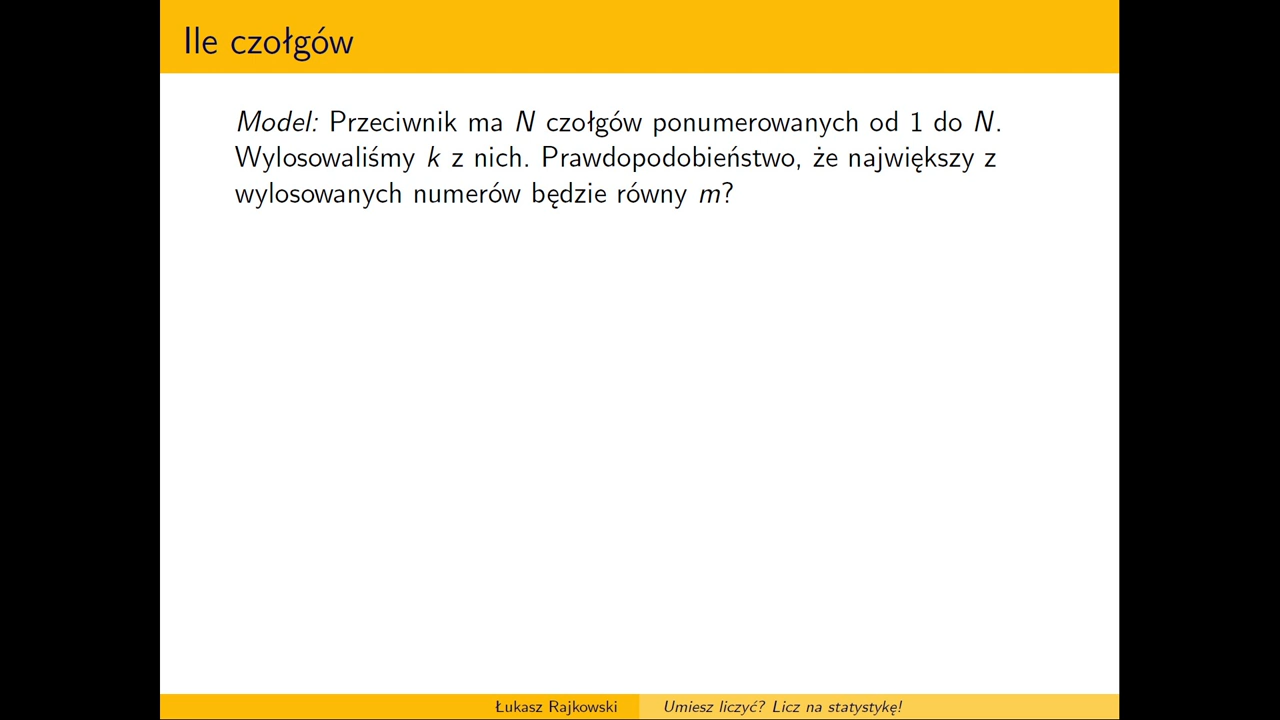 Ile czołgów
Model: Przeciwnik ma N czołgów ponumerowanych od 1 do N.
Wylosowaliśmy k z nich. Prawdopodobieństwo, że największy z
wylosowanych numerów będzie równy m?
Łukasz Rajkowski
Umiesz liczyć? Licz na statystykę!